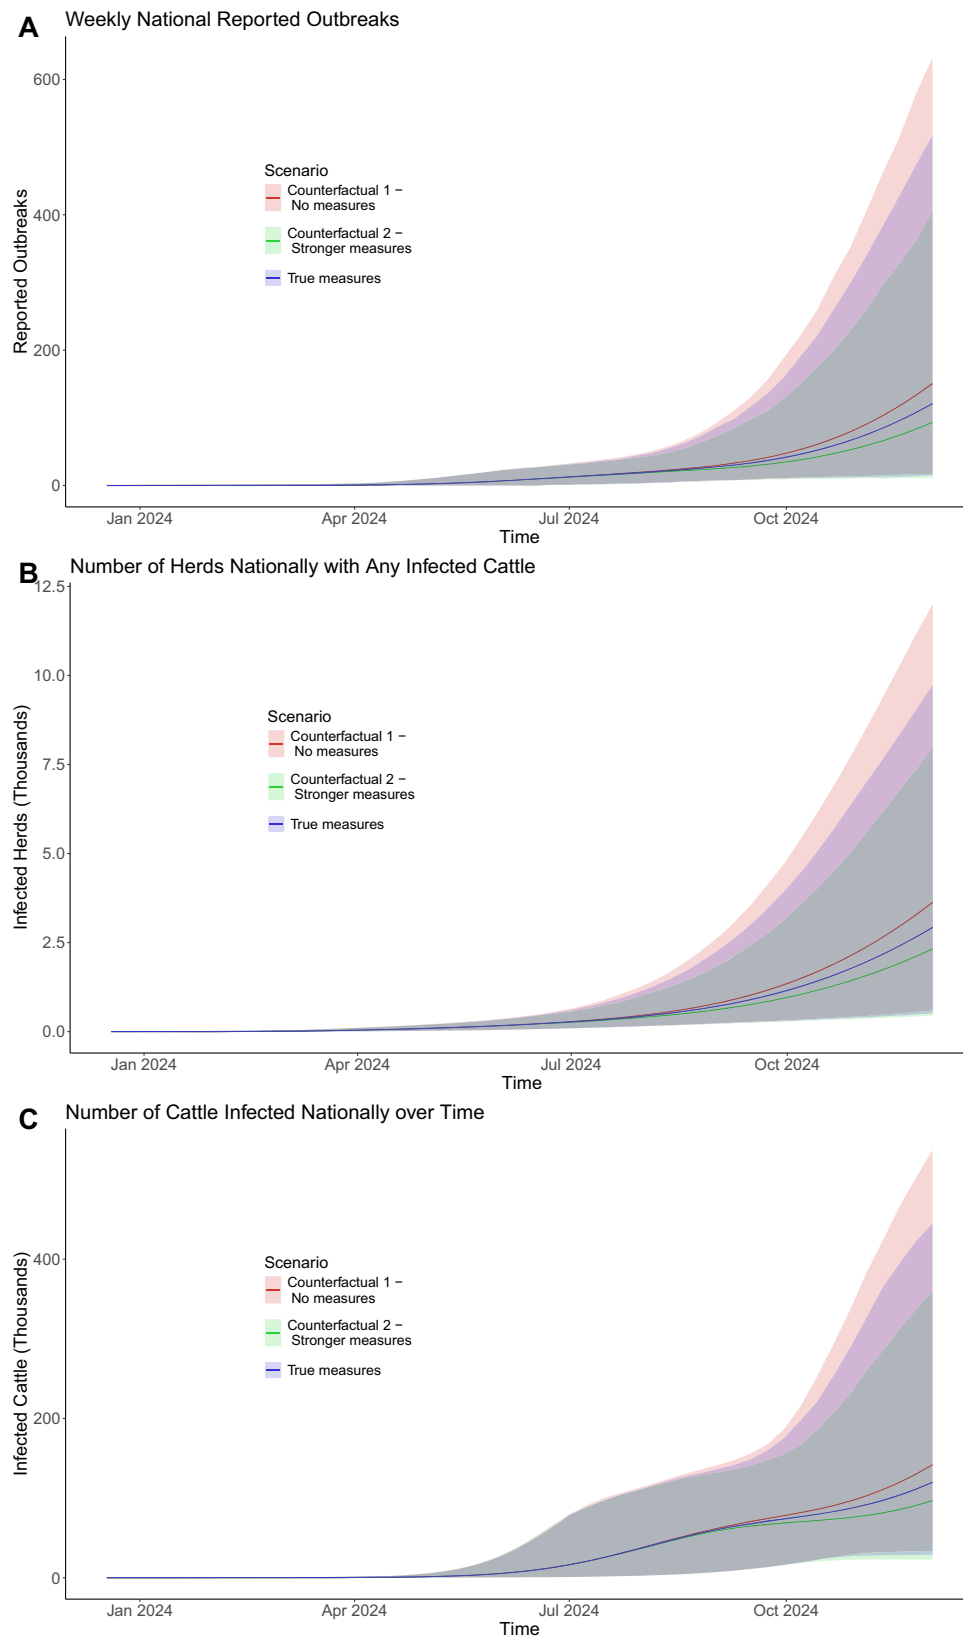 A
Weekly National Reported Outbreaks
600
400
200
0
Reported Outbreaks
Scenario
Counterfactual 1 −
No measures
Counterfactual 2 −
Stronger measures
True measures
Jan 2024
Apr 2024
Jul 2024
Oct 2024
Time
B
Number of Herds Nationally with Any Infected Cattle
12.5
10.0
7.5
5.0
2.5
0.0
Infected Herds (Thousands)
Scenario
Counterfactual 1 −
No measures
Counterfactual 2 −
Stronger measures
True measures
Jan 2024
Apr 2024
Jul 2024
Oct 2024
Time
C
Number of Cattle Infected Nationally over Time
400
200
0
Infected Cattle (Thousands)
Scenario
Counterfactual 1 −
No measures
Counterfactual 2 −
Stronger measures
True measures
Jan 2024
Apr 2024
Jul 2024
Oct 2024
Time